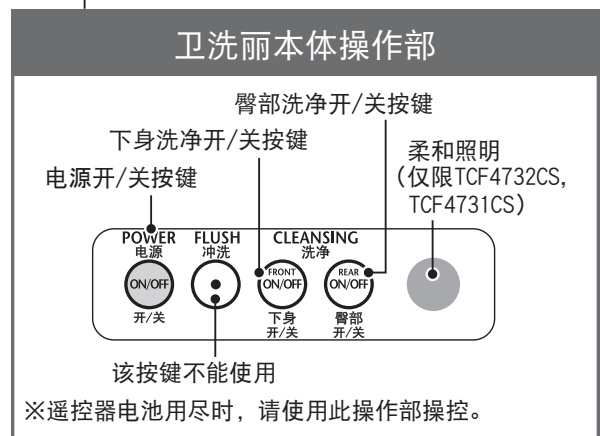 卫洗丽本体操作部
臀部洗净开/关按键
下身洗净开/关按键
柔和照明
(仅限TCF4732CS,
TCF4731CS)
电源开/关按键
POWER FLUSH CLEANSING
电源 冲洗 洗净
FRONT REAR
ON/OFF ON/OFF ON/OFF
开/关 下身 臀部
开/关 开/关
该按键不能使用
※遥控器电池用尽时，请使用此操作部操控。